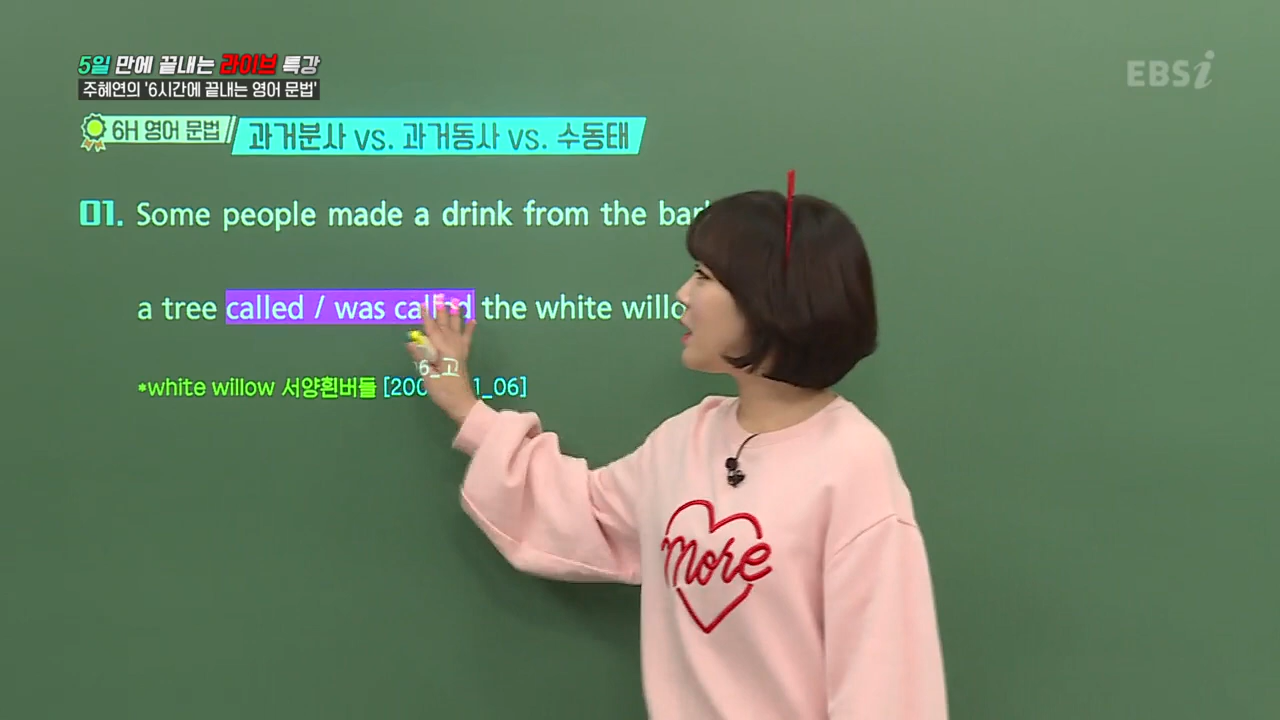 5일 만에 끝내는 라이브 특강
주혜연의 '6시간에 끝내는 영어 문법'
EBSi
6H 영어 문법
과거분사 vs. 과거동사 vs. 수동태
01. Some people made a drink from the
a tree called / was called the white
*white willow 서양흰버들
More